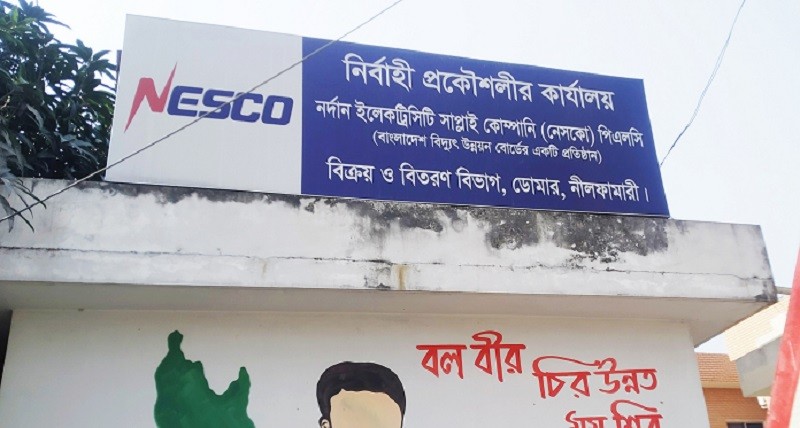 NESCO
নির্বাহী প্রকৌশলীর কার্যালয়
নর্দান ইলেকট্রিসিটি সাপ্লাই কোম্পানি (নেসকো) পিএলসি
(বাংলাদেশ বিদ্যুৎ উন্নয়ন বোর্ডের একটি প্রতিষ্ঠান)
বিক্রয় ও বিতরণ বিভাগ, ডোমার, নীলফামারী।
বল বীর
চির উন্নত
মম শির